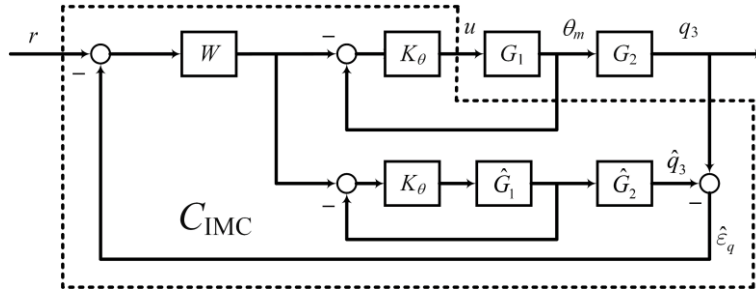 r
−
W
−
K_θ
u
G_1
θ_m
G_2
q_3
−
K_θ
Ĝ_1
Ĝ_2
q̂_3
−
C_IMC
ε̂_q